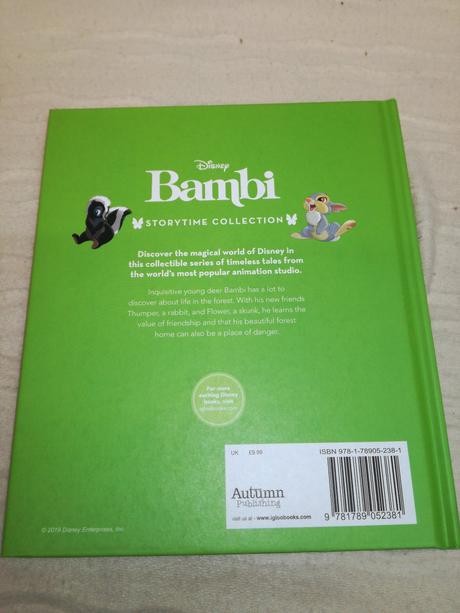 Disney
Bambi
STORYTIME COLLECTION
Discover the magical world of Disney in
this collectible series of timeless tales from
the world's most popular animation studio.
Inquisitive young deer Bambi has a lot to
discover about life in the forest. With his new friends
Thumper, a rabbit, and Flower, a skunk, he learns the
value of friendship and that his beautiful forest
home can also be a place of danger.
For more
exciting Disney
books, visit
igloobooks.com
UK £9.99
ISBN 978-1-78905-238-1
Autumn
Publishing
visit us at - www.igloobooks.com
9 781789 052381
© 2019 Disney Enterprises, Inc.